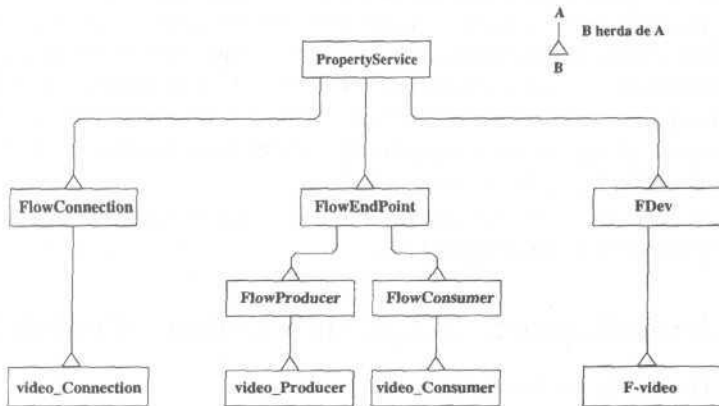 A
B herda de A
B
PropertyService
FlowConnection
FlowEndPoint
FDev
FlowProducer
FlowConsumer
video_Connection
video_Producer
video_Consumer
F-video